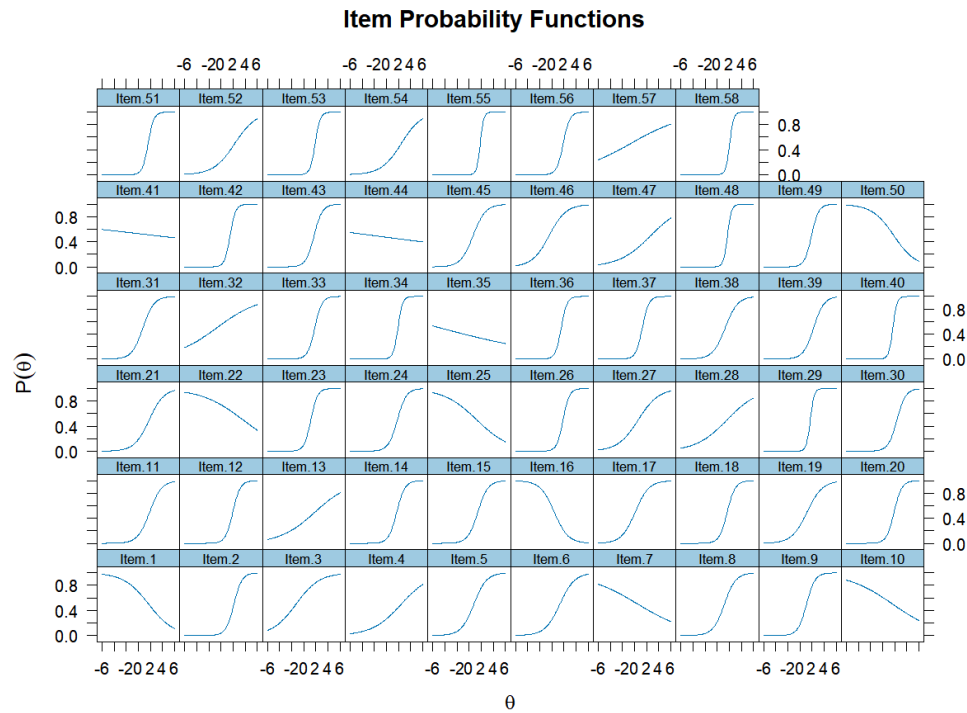 Item Probability Functions
-6 -20 2 4 6 -6 -20 2 4 6 -6 -20 2 4 6 -6 -20 2 4 6
Item.51 Item.52 Item.53 Item.54 Item.55 Item.56 Item.57 Item.58
0.8
0.4
0.0
Item.41 Item.42 Item.43 Item.44 Item.45 Item.46 Item.47 Item.48 Item.49 Item.50
0.8
0.4
0.0
Item.31 Item.32 Item.33 Item.34 Item.35 Item.36 Item.37 Item.38 Item.39 Item.40
0.8
0.4
0.0
P(θ)
Item.21 Item.22 Item.23 Item.24 Item.25 Item.26 Item.27 Item.28 Item.29 Item.30
0.8
0.4
0.0
Item.11 Item.12 Item.13 Item.14 Item.15 Item.16 Item.17 Item.18 Item.19 Item.20
0.8
0.4
0.0
Item.1 Item.2 Item.3 Item.4 Item.5 Item.6 Item.7 Item.8 Item.9 Item.10
0.8
0.4
0.0
-6 -20 2 4 6 -6 -20 2 4 6 -6 -20 2 4 6 -6 -20 2 4 6 -6 -20 2 4 6
θ